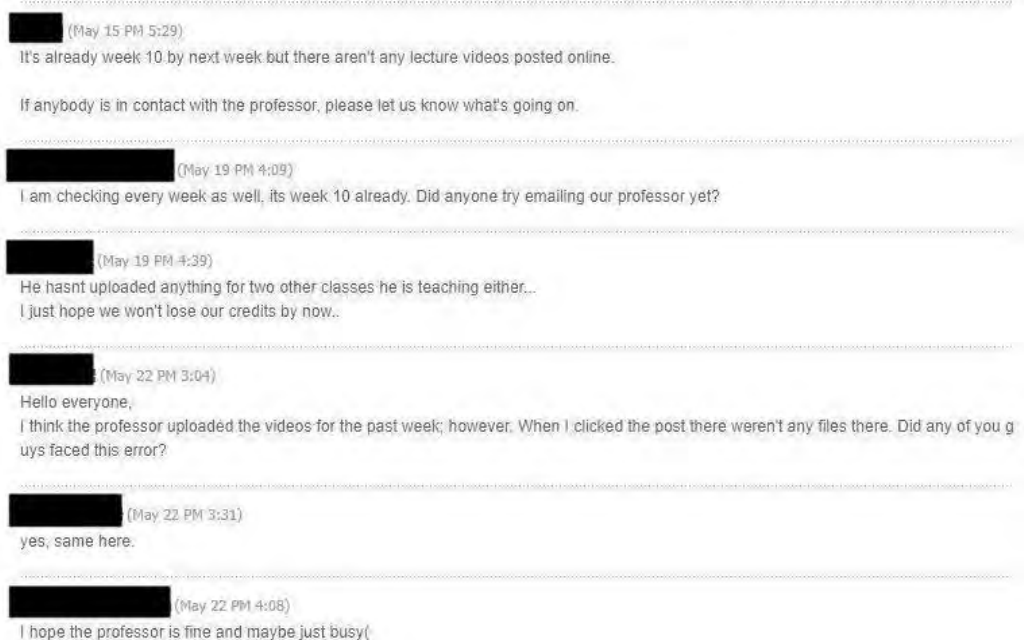 (May 15 PM 5:29)
It's already week 10 by next week but there aren't any lecture videos posted online.
If anybody is in contact with the professor, please let us know what's going on.
(May 19 PM 4:09)
I am checking every week as well, its week 10 already. Did anyone try emailing our professor yet?
(May 19 PM 4:39)
He hasnt uploaded anything for two other classes he is teaching either...
I just hope we won't lose our credits by now..
(May 22 PM 3:04)
Hello everyone,
I think the professor uploaded the videos for the past week; however. When I clicked the post there weren't any files there. Did any of you g
uys faced this error?
(May 22 PM 3:31)
yes, same here.
(May 22 PM 4:08)
I hope the professor is fine and maybe just busy(